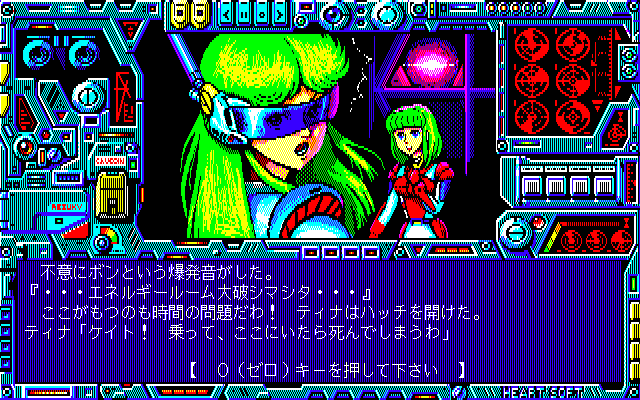 CAUTION
不意にボンという爆発音がした。
『・・・エネルギールーム大破シマシタ・・・』
ここがもつのも時間の問題だわ！　ティナはハッチを開けた。
ティナ「ケイト！　乗って、ここにいたら死んでしまうわ」
【　０（ゼロ）キーを押して下さい　】
HEART SOFT